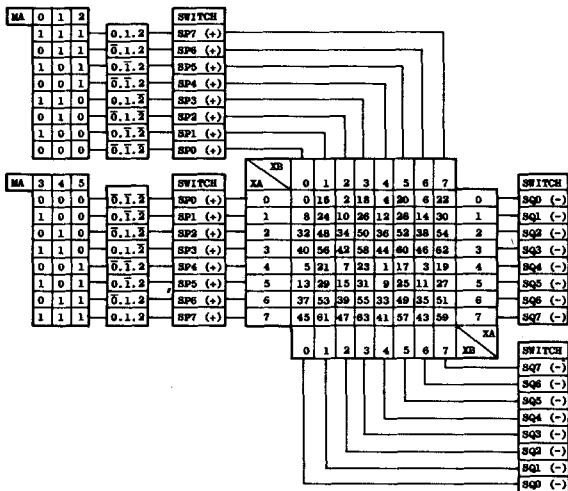 MA 0 1 2 SWITCH
1 1 1 0.1.2 SP7 (+)
0 1 1 0̅.1.2 SP6 (+)
1 0 1 0.1̅.2 SP5 (+)
0 0 1 0̅.1̅.2 SP4 (+)
1 1 0 0.1.2̅ SP3 (+)
0 1 0 0̅.1.2̅ SP2 (+)
1 0 0 0.1̅.2̅ SP1 (+)
0 0 0 0̅.1̅.2̅ SP0 (+)
MA 3 4 5 SWITCH
0 0 0 0̅.1̅.2̅ SP0 (+)
1 0 0 0.1̅.2̅ SP1 (+)
0 1 0 0̅.1.2̅ SP2 (+)
1 1 0 0.1.2̅ SP3 (+)
0 0 1 0̅.1̅.2 SP4 (+)
1 0 1 0.1̅.2 SP5 (+)
0 1 1 0̅.1.2 SP6 (+)
1 1 1 0.1.2 SP7 (+)
XB
XA 0 1 2 3 4 5 6 7
0 0 16 2 18 4 20 6 22 0
1 8 24 10 26 12 28 14 30 1
2 32 48 34 50 36 52 38 54 2
3 40 56 42 58 44 60 46 62 3
4 5 21 7 23 1 17 3 19 4
5 13 29 15 31 9 25 11 27 5
6 37 53 39 55 33 49 35 51 6
7 45 61 47 63 41 57 43 59 7
XA
0 1 2 3 4 5 6 7 XB
SWITCH
SQ0 (-)
SQ1 (-)
SQ2 (-)
SQ3 (-)
SQ4 (-)
SQ5 (-)
SQ6 (-)
SQ7 (-)
SWITCH
SQ7 (-)
SQ6 (-)
SQ5 (-)
SQ4 (-)
SQ3 (-)
SQ2 (-)
SQ1 (-)
SQ0 (-)